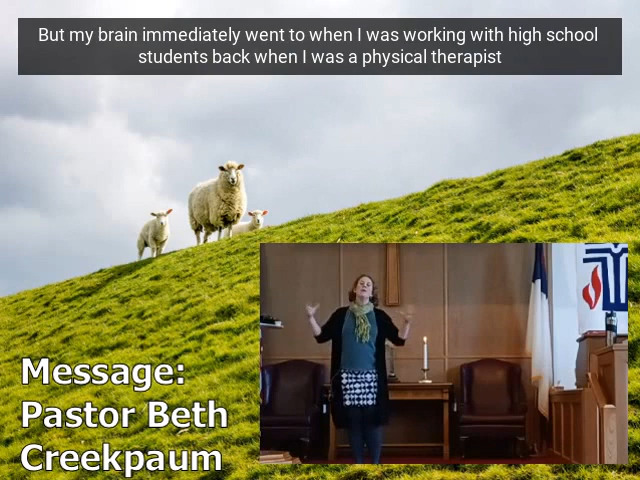 But my brain immediately went to when I was working with high school
students back when I was a physical therapist
Message:
Pastor Beth
Creekpaum